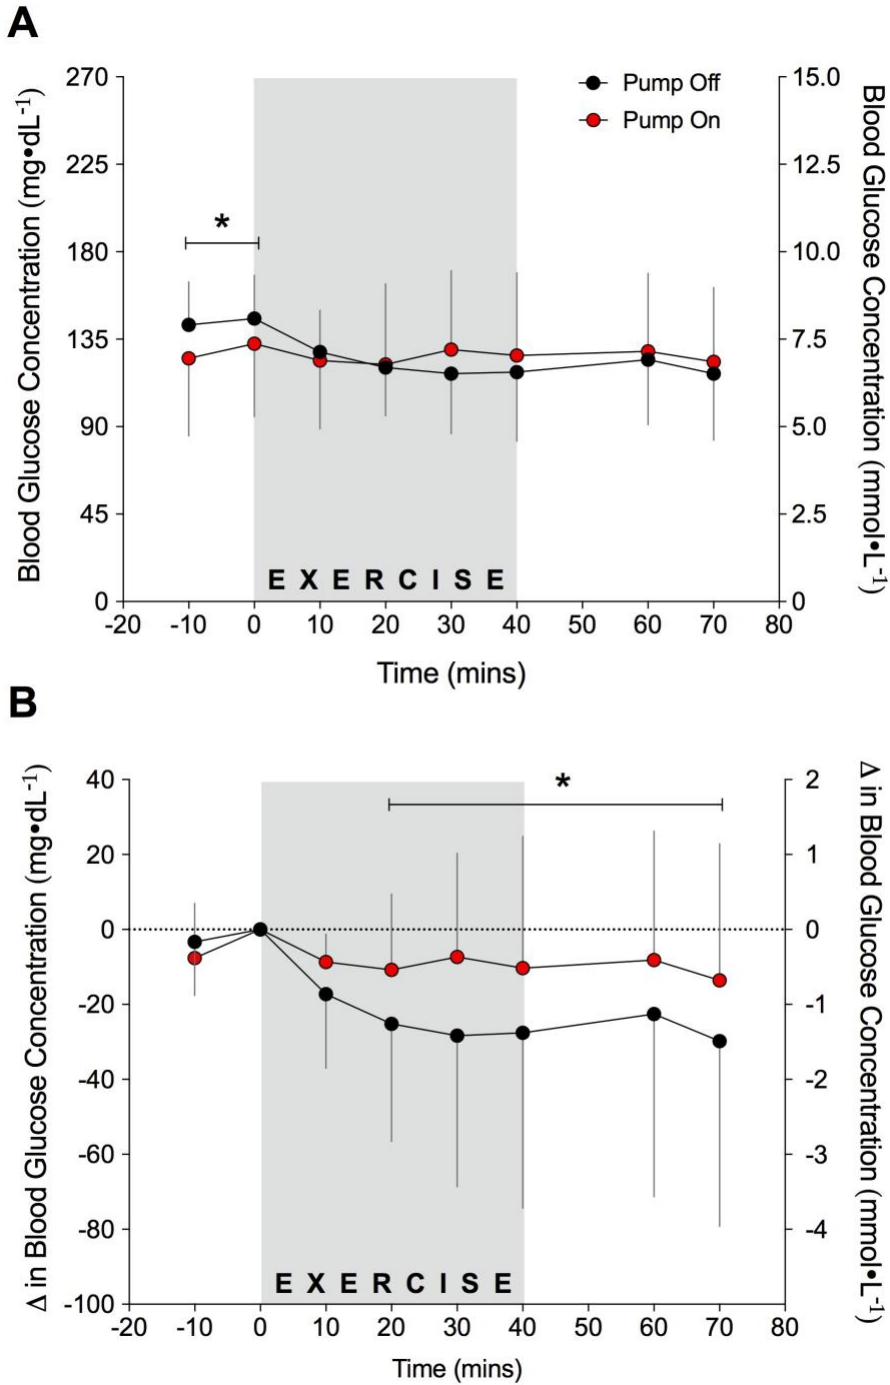 A
Pump Off
Pump On
Blood Glucose Concentration (mg•dL-1)
270
225
180
135
90
45
0
15.0
12.5
10.0
7.5
5.0
2.5
0
Blood Glucose Concentration (mmol•L-1)
*
E X E R C I S E
-20 -10 0 10 20 30 40 50 60 70 80
Time (mins)
B
Δ in Blood Glucose Concentration (mg•dL-1)
40
20
0
-20
-40
-60
-80
-100
2
1
0
-1
-2
-3
-4
Δ in Blood Glucose Concentration (mmol•L-1)
*
E X E R C I S E
-20 -10 0 10 20 30 40 50 60 70 80
Time (mins)